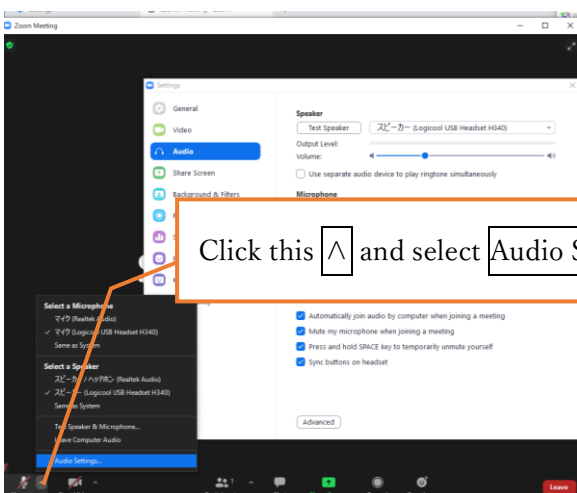 Zoom Meeting
Settings
General
Video
Audio
Share Screen
Background & Filters
Speaker
Test Speaker
スピーカー (Logicool USB Headset H340)
Output Level:
Volume:
Use separate audio device to play ringtone simultaneously
Microphone
Click this ^ and select Audio S
Automatically join audio by computer when joining a meeting
Mute my microphone when joining a meeting
Press and hold SPACE key to temporarily unmute yourself
Sync buttons on headset
Advanced
Select a Microphone
マイク (Realtek Audio)
マイク (Logicool USB Headset H340)
Same as System
Select a Speaker
スピーカー / ヘッドホン (Realtek Audio)
スピーカー (Logicool USB Headset H340)
Same as System
Test Speaker & Microphone...
Leave Computer Audio
Audio Settings...
1
Leave